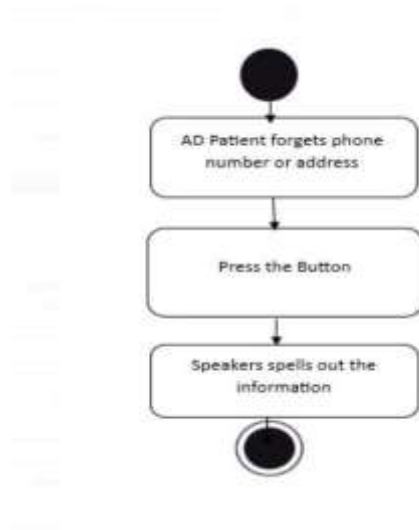 AD Patient forgets phone
number or address
Press the Button
Speakers spells out the
information